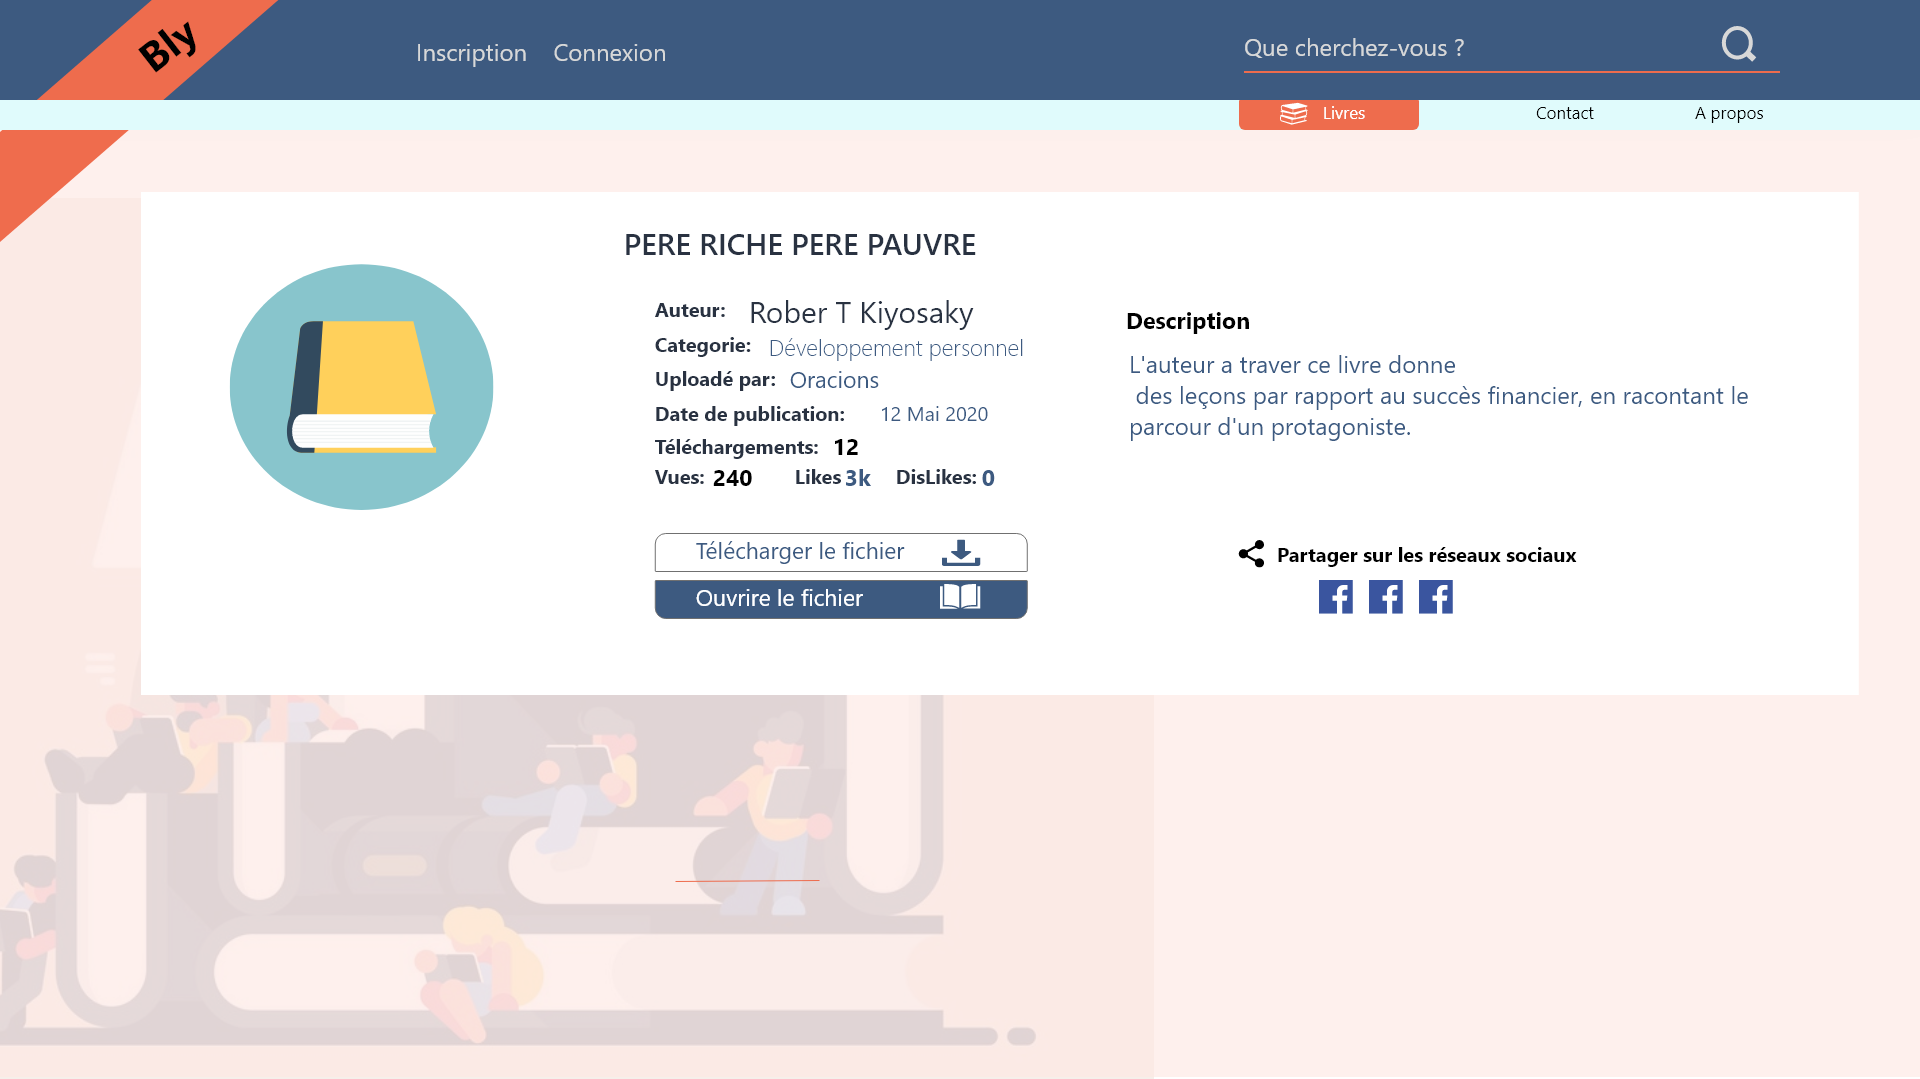 Bly
Inscription Connexion
Que cherchez-vous ?
Livres Contact A propos
PERE RICHE PERE PAUVRE
Auteur: Rober T Kiyosaky
Categorie: Développement personnel
Uploadé par: Oracions
Date de publication: 12 Mai 2020
Téléchargements: 12
Vues: 240 Likes 3k DisLikes: 0
Télécharger le fichier
Ouvrire le fichier
Description
L'auteur a traver ce livre donne
des leçons par rapport au succès financier, en racontant le
parcour d'un protagoniste.
Partager sur les réseaux sociaux